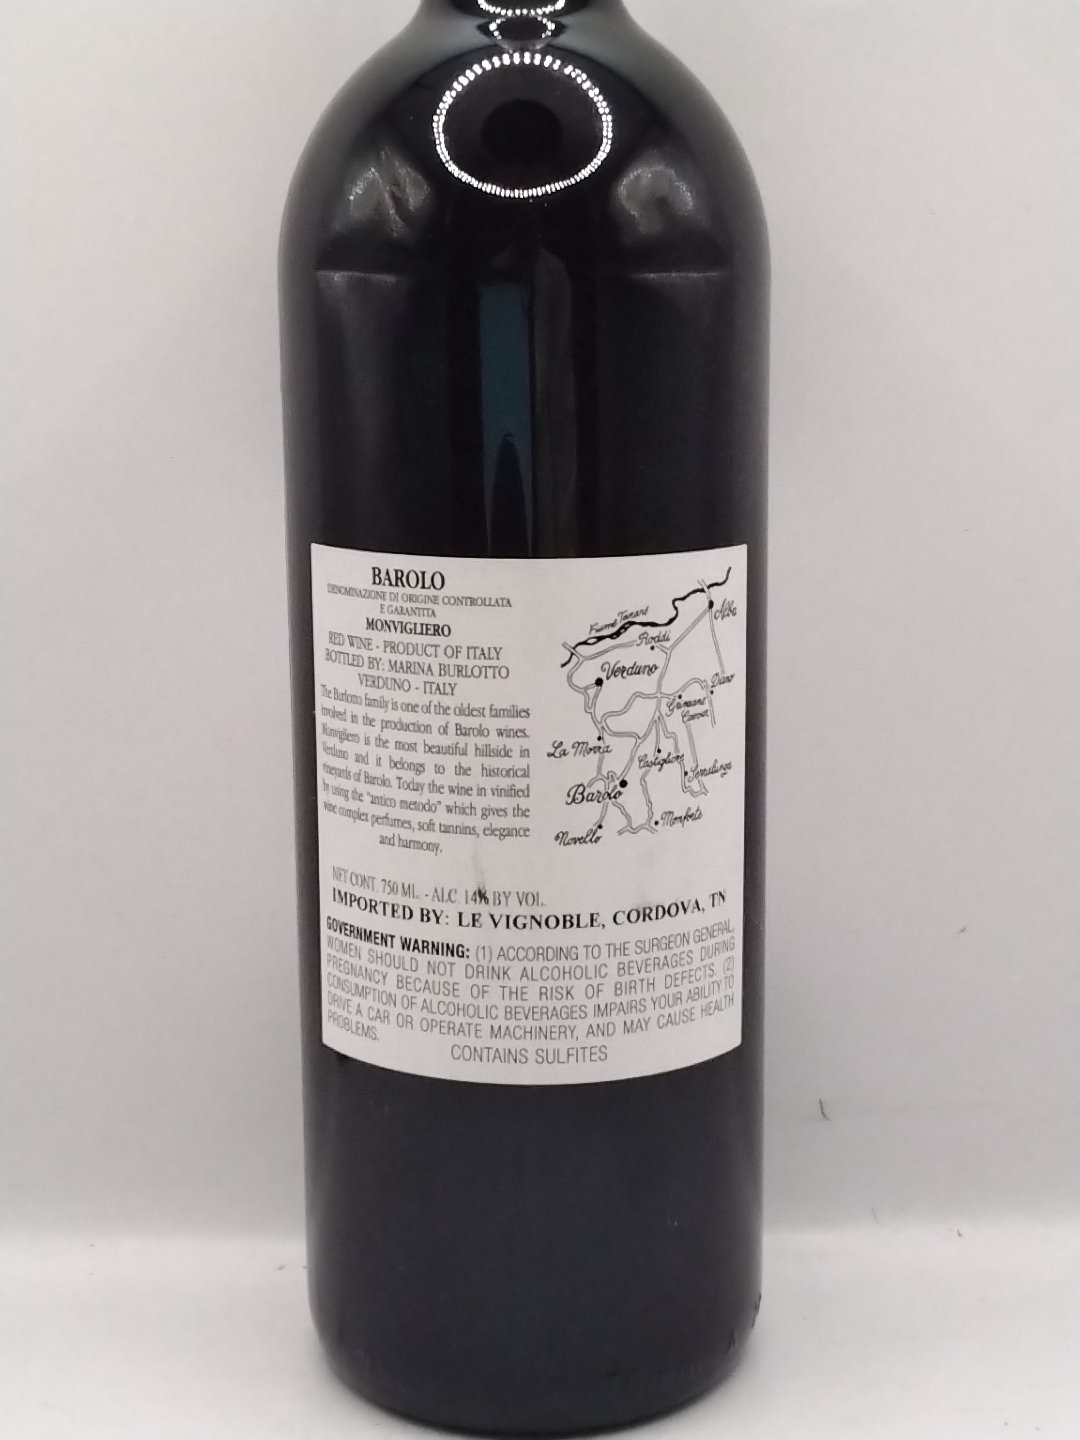 BAROLO
DENOMINAZIONE DI ORIGINE CONTROLLATA
E GARANTITA
MONVIGLIERO
RED WINE - PRODUCT OF ITALY
BOTTLED BY: MARINA BURLOTTO
VERDUNO - ITALY
The Burlotto family is one of the oldest families
involved in the production of Barolo wines.
Monvigliero is the most beautiful hillside in
Verduno and it belongs to the historical
vineyards of Barolo. Today the wine in vinified
by using the "antico metodo" which gives the
wine complex perfumes, soft tannins, elegance
and harmony.
Fiume Tanaro
Alba
Roddi
Verduno
Diano
Grinzane
Cavour
La Morra
Castiglione
Serralunga
Barolo
Monforte
Novello
NET CONT. 750 ML. - ALC. 14% BY VOL.
IMPORTED BY: LE VIGNOBLE, CORDOVA, TN
GOVERNMENT WARNING: (1) ACCORDING TO THE SURGEON GENERAL,
WOMEN SHOULD NOT DRINK ALCOHOLIC BEVERAGES DURING
PREGNANCY BECAUSE OF THE RISK OF BIRTH DEFECTS. (2)
CONSUMPTION OF ALCOHOLIC BEVERAGES IMPAIRS YOUR ABILITY TO
DRIVE A CAR OR OPERATE MACHINERY, AND MAY CAUSE HEALTH
PROBLEMS.
CONTAINS SULFITES